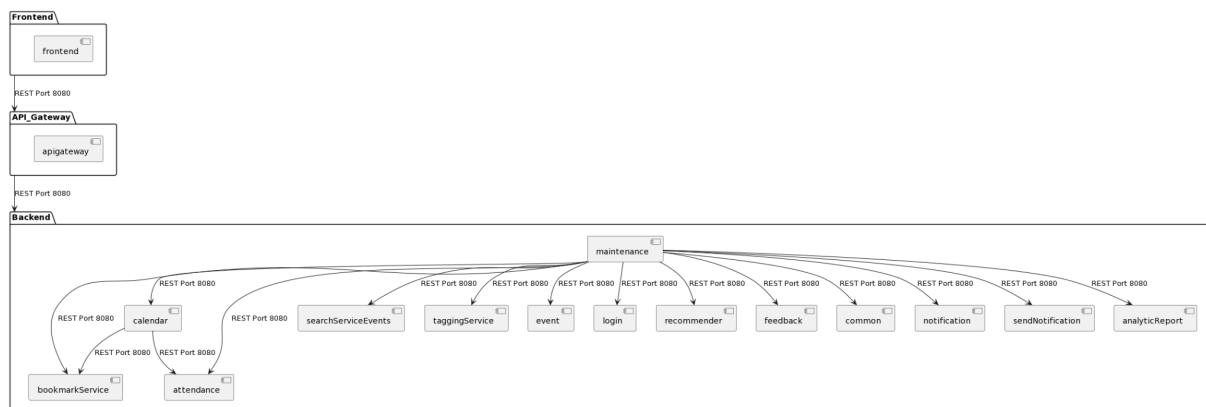 Frontend
frontend
REST Port 8080
API_Gateway
apigateway
REST Port 8080
Backend
maintenance
REST Port 8080 REST Port 8080 REST Port 8080 REST Port 8080 REST Port 8080 REST Port 8080 REST Port 8080 REST Port 8080 REST Port 8080 REST Port 8080 REST Port 8080
REST Port 8080 REST Port 8080
calendar searchServiceEvents taggingService event login recommender feedback common notification sendNotification analyticReport
REST Port 8080 REST Port 8080
bookmarkService attendance